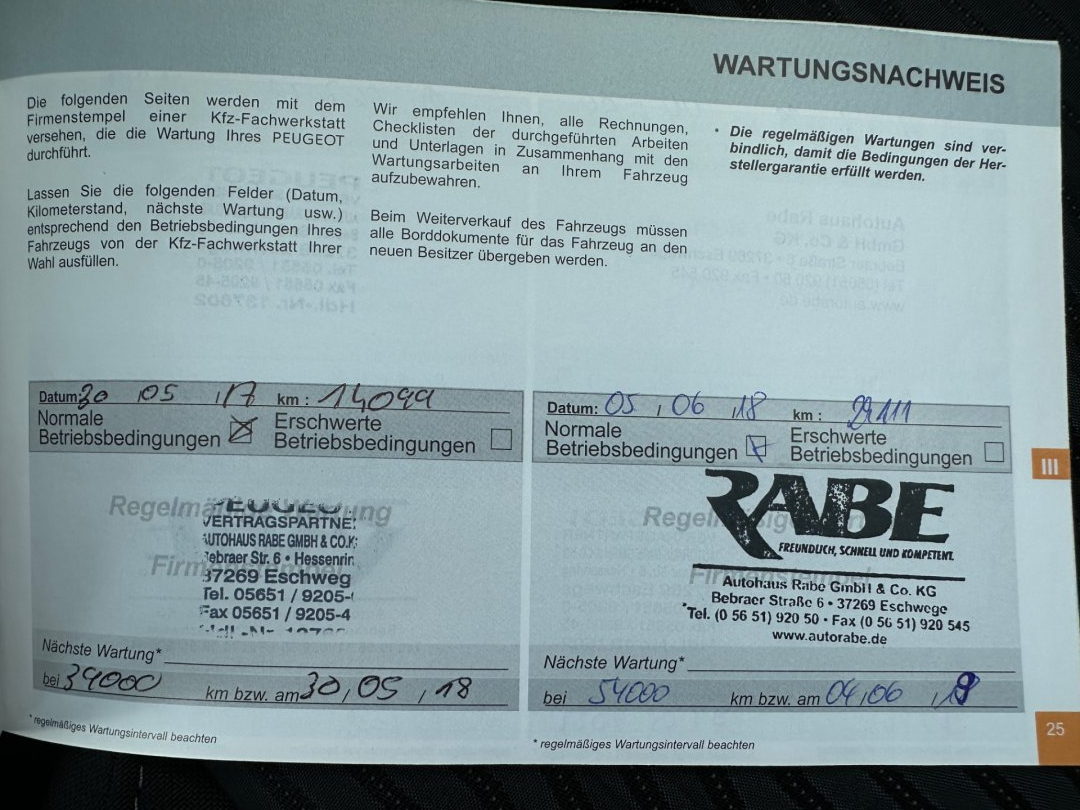 WARTUNGSNACHWEIS
Die folgenden Seiten werden mit dem
Firmenstempel einer Kfz-Fachwerkstatt
versehen, die die Wartung Ihres PEUGEOT
durchführt.
Lassen Sie die folgenden Felder (Datum,
Kilometerstand, nächste Wartung usw.)
entsprechend den Betriebsbedingungen Ihres
Fahrzeugs von der Kfz-Fachwerkstatt Ihrer
Wahl ausfüllen.
Wir empfehlen Ihnen, alle Rechnungen,
Checklisten der durchgeführten Arbeiten
und Unterlagen in Zusammenhang mit den
Wartungsarbeiten an Ihrem Fahrzeug
aufzubewahren.
Beim Weiterverkauf des Fahrzeugs müssen
alle Borddokumente für das Fahrzeug an den
neuen Besitzer übergeben werden.
• Die regelmäßigen Wartungen sind ver-
bindlich, damit die Bedingungen der Her-
stellergarantie erfüllt werden.
Datum: 30 05 17 km : 14099
Normale
Betriebsbedingungen
Erschwerte
Betriebsbedingungen
VERTRAGSPARTNE
AUTOHAUS RABE GMBH & CO.K
Bebraer Str. 6 • Hessenrin
37269 Eschweg
Tel. 05651 / 9205-
Fax 05651 / 9205-4
Nächste Wartung*
bei 39000 km bzw. am 30, 05, 18
* regelmäßiges Wartungsintervall beachten
Datum: 05, 06, 18 km : 29111
Normale
Betriebsbedingungen
Erschwerte
Betriebsbedingungen
RABE
FREUNDLICH, SCHNELL UND KOMPETENT.
Firmenstempel
Autohaus Rabe GmbH & Co. KG
Bebraer Straße 6 • 37269 Eschwege
Tel. (0 56 51) 920 50 • Fax (0 56 51) 920 545
www.autorabe.de
Nächste Wartung*
bei 54000 km bzw. am 04, 06, 19
* regelmäßiges Wartungsintervall beachten
III
25